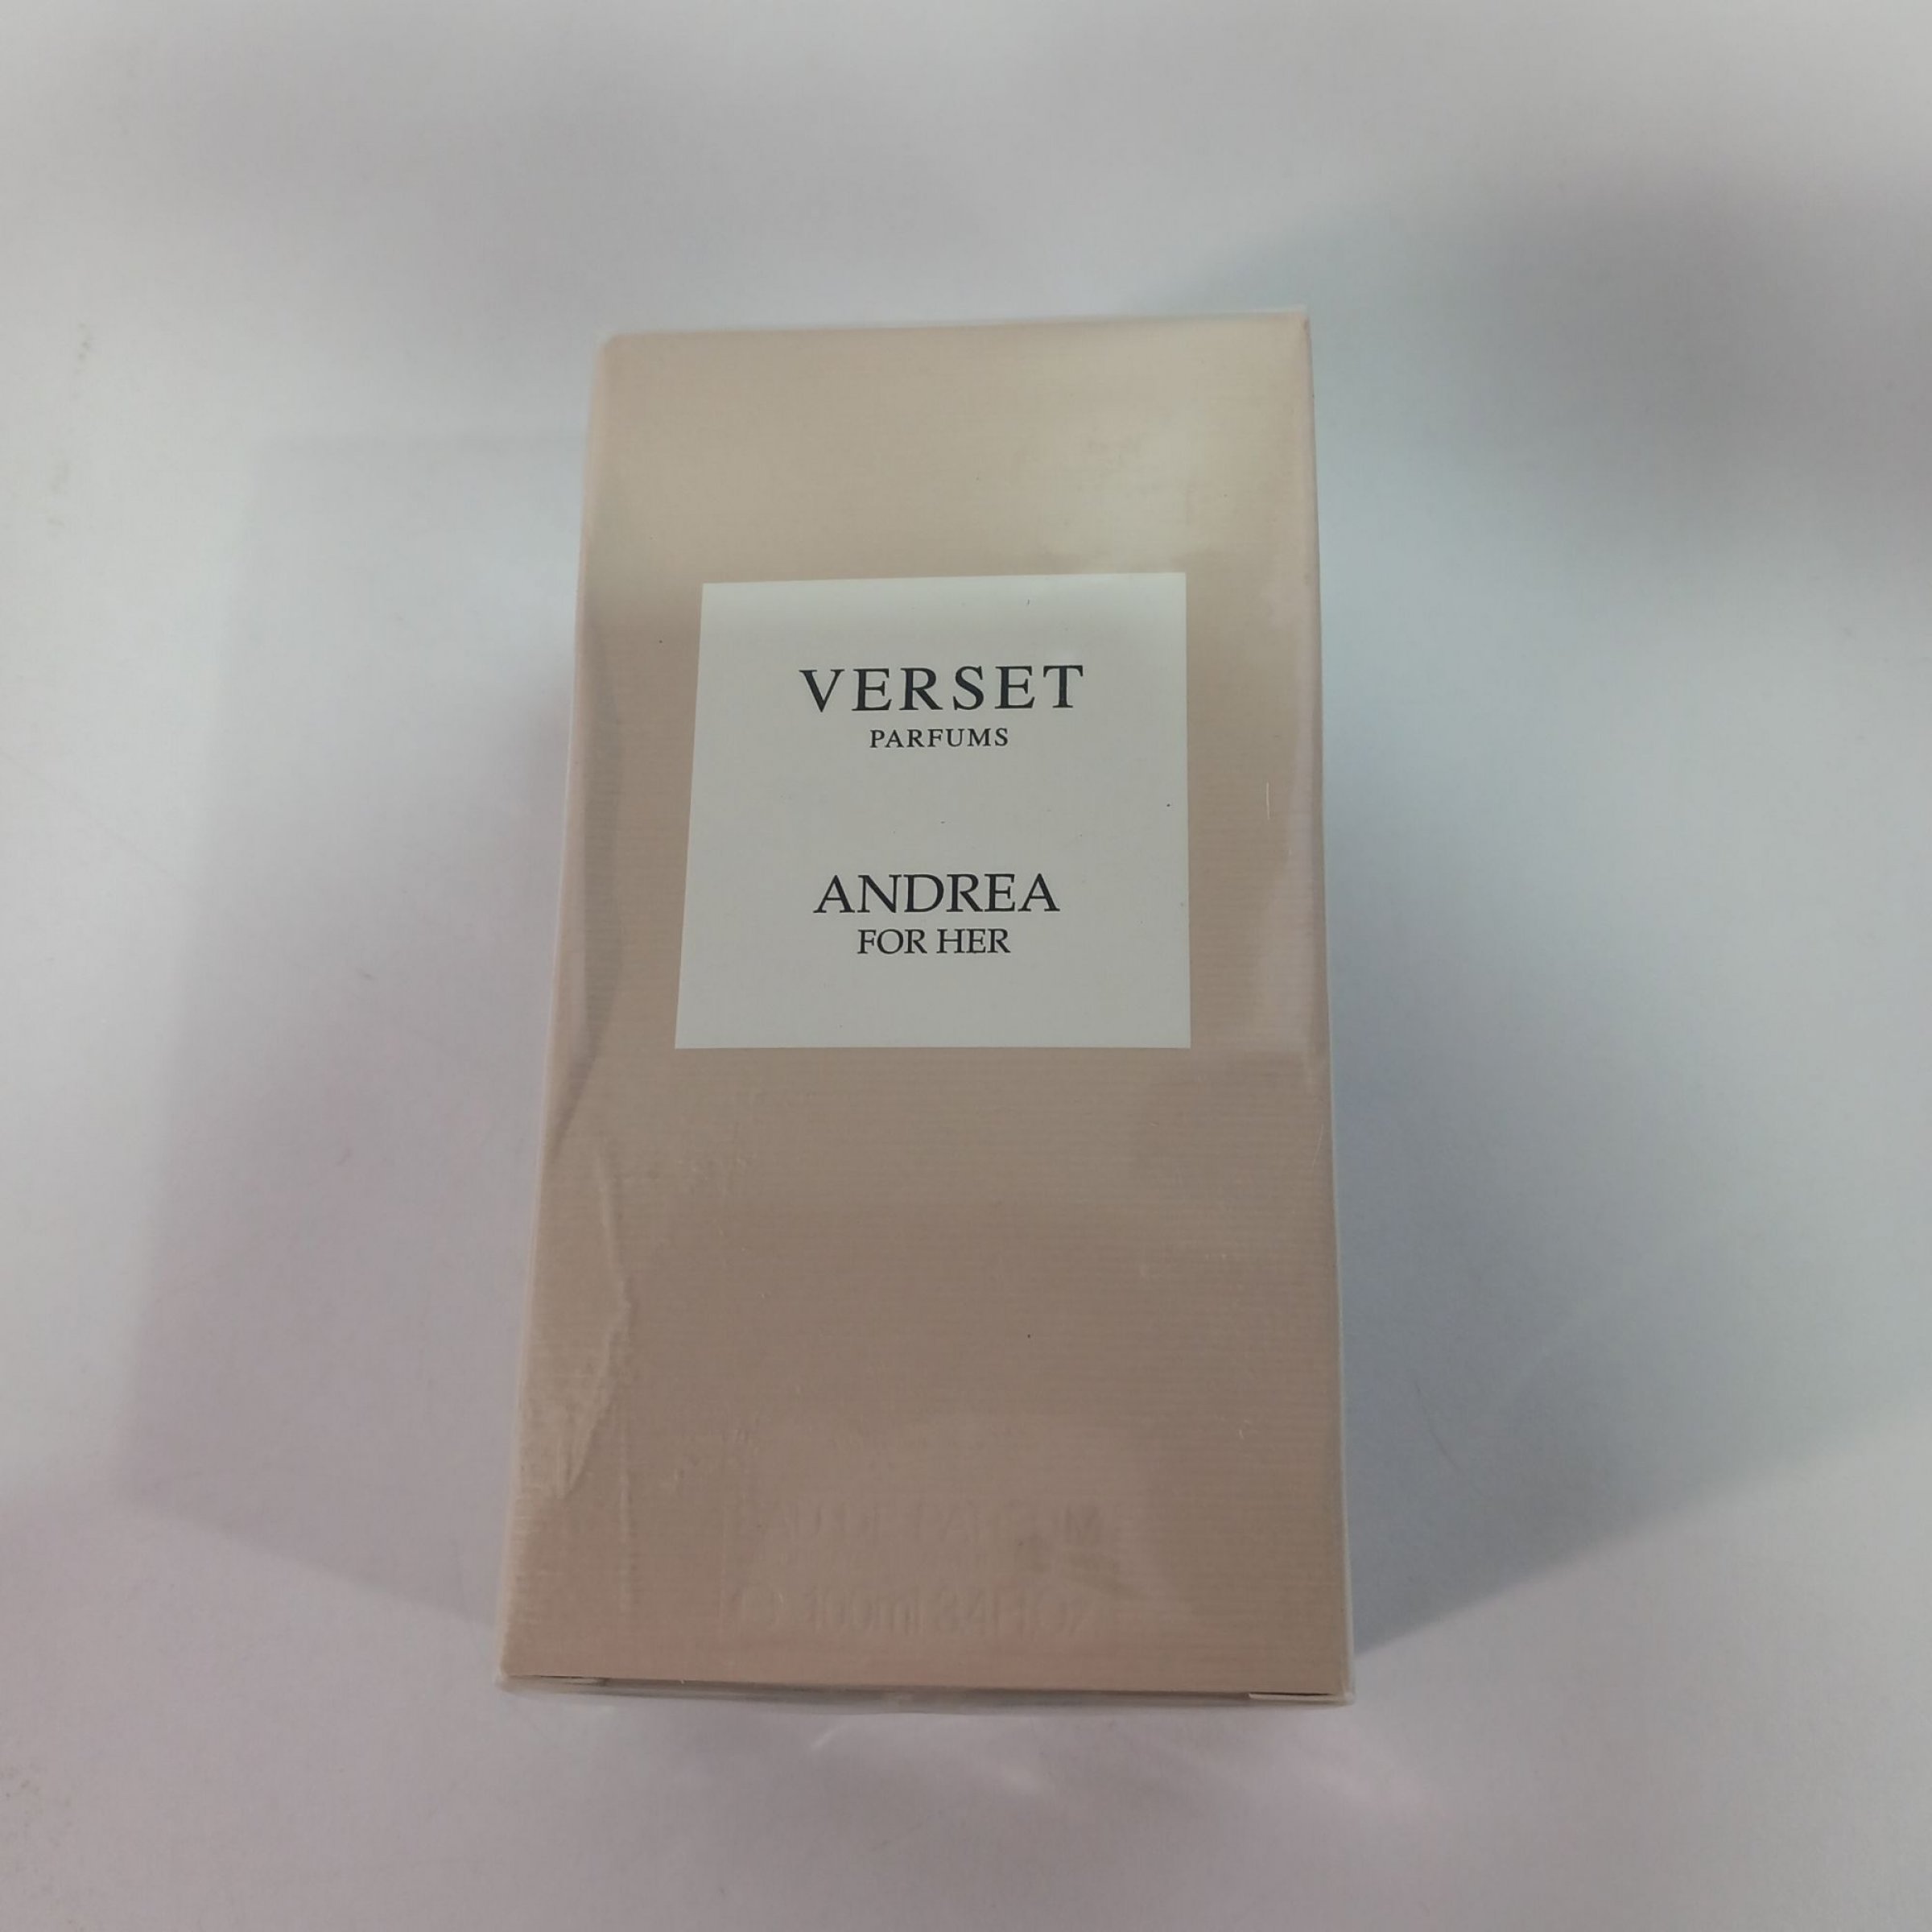 VERSET
PARFUMS
ANDREA
FOR HER